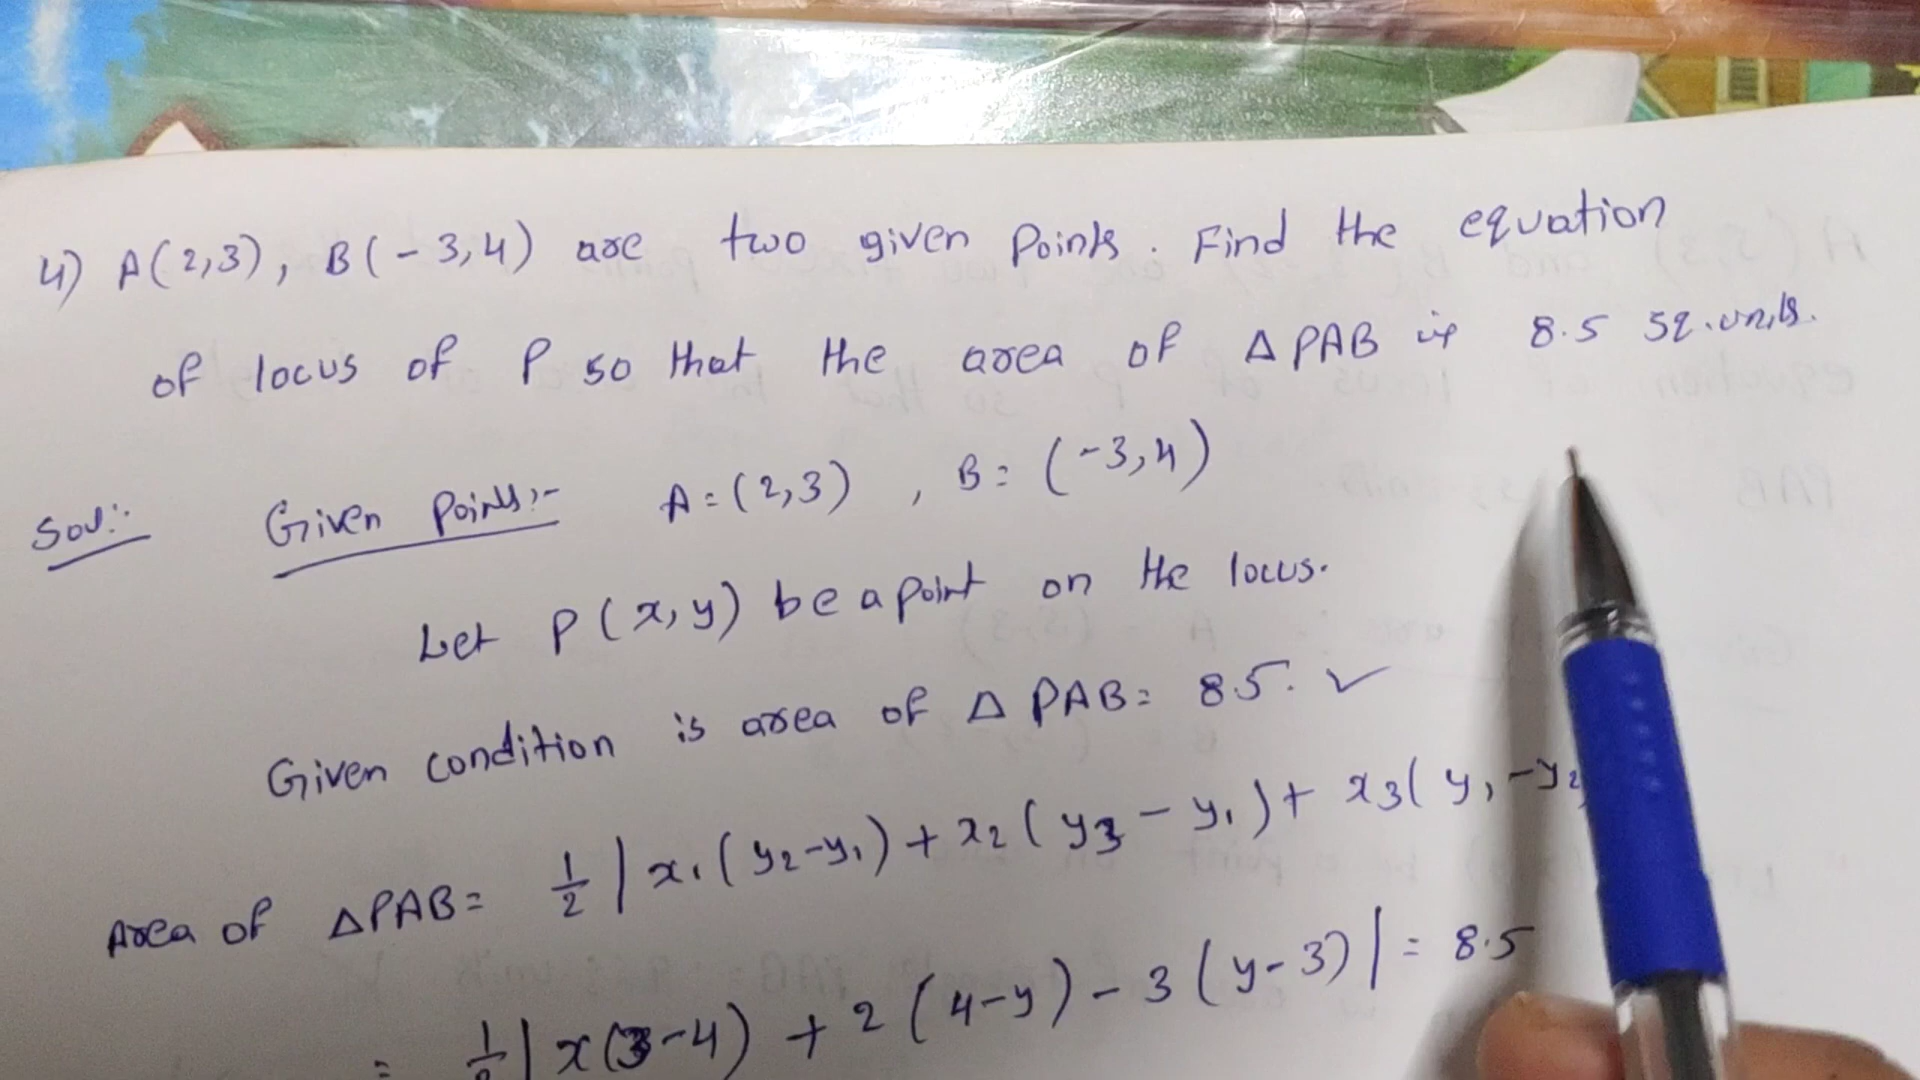 4) A(2,3), B(-3,4) are two given points. Find the equation
of locus of P so that the area of Δ PAB is 8.5 sq.units.
Sol:- Given Points:- A=(2,3), B=(-3,4)
Let P(x,y) be a point on the locus.
Given condition is area of Δ PAB= 8.5. ✓
Area of ΔPAB= 1/2 | x₁(y₂-y₁)+x₂(y₃-y₁)+x₃(y₁-y₂
= 1/2 | x(3-4)+2(4-y)-3(y-3)|=8.5